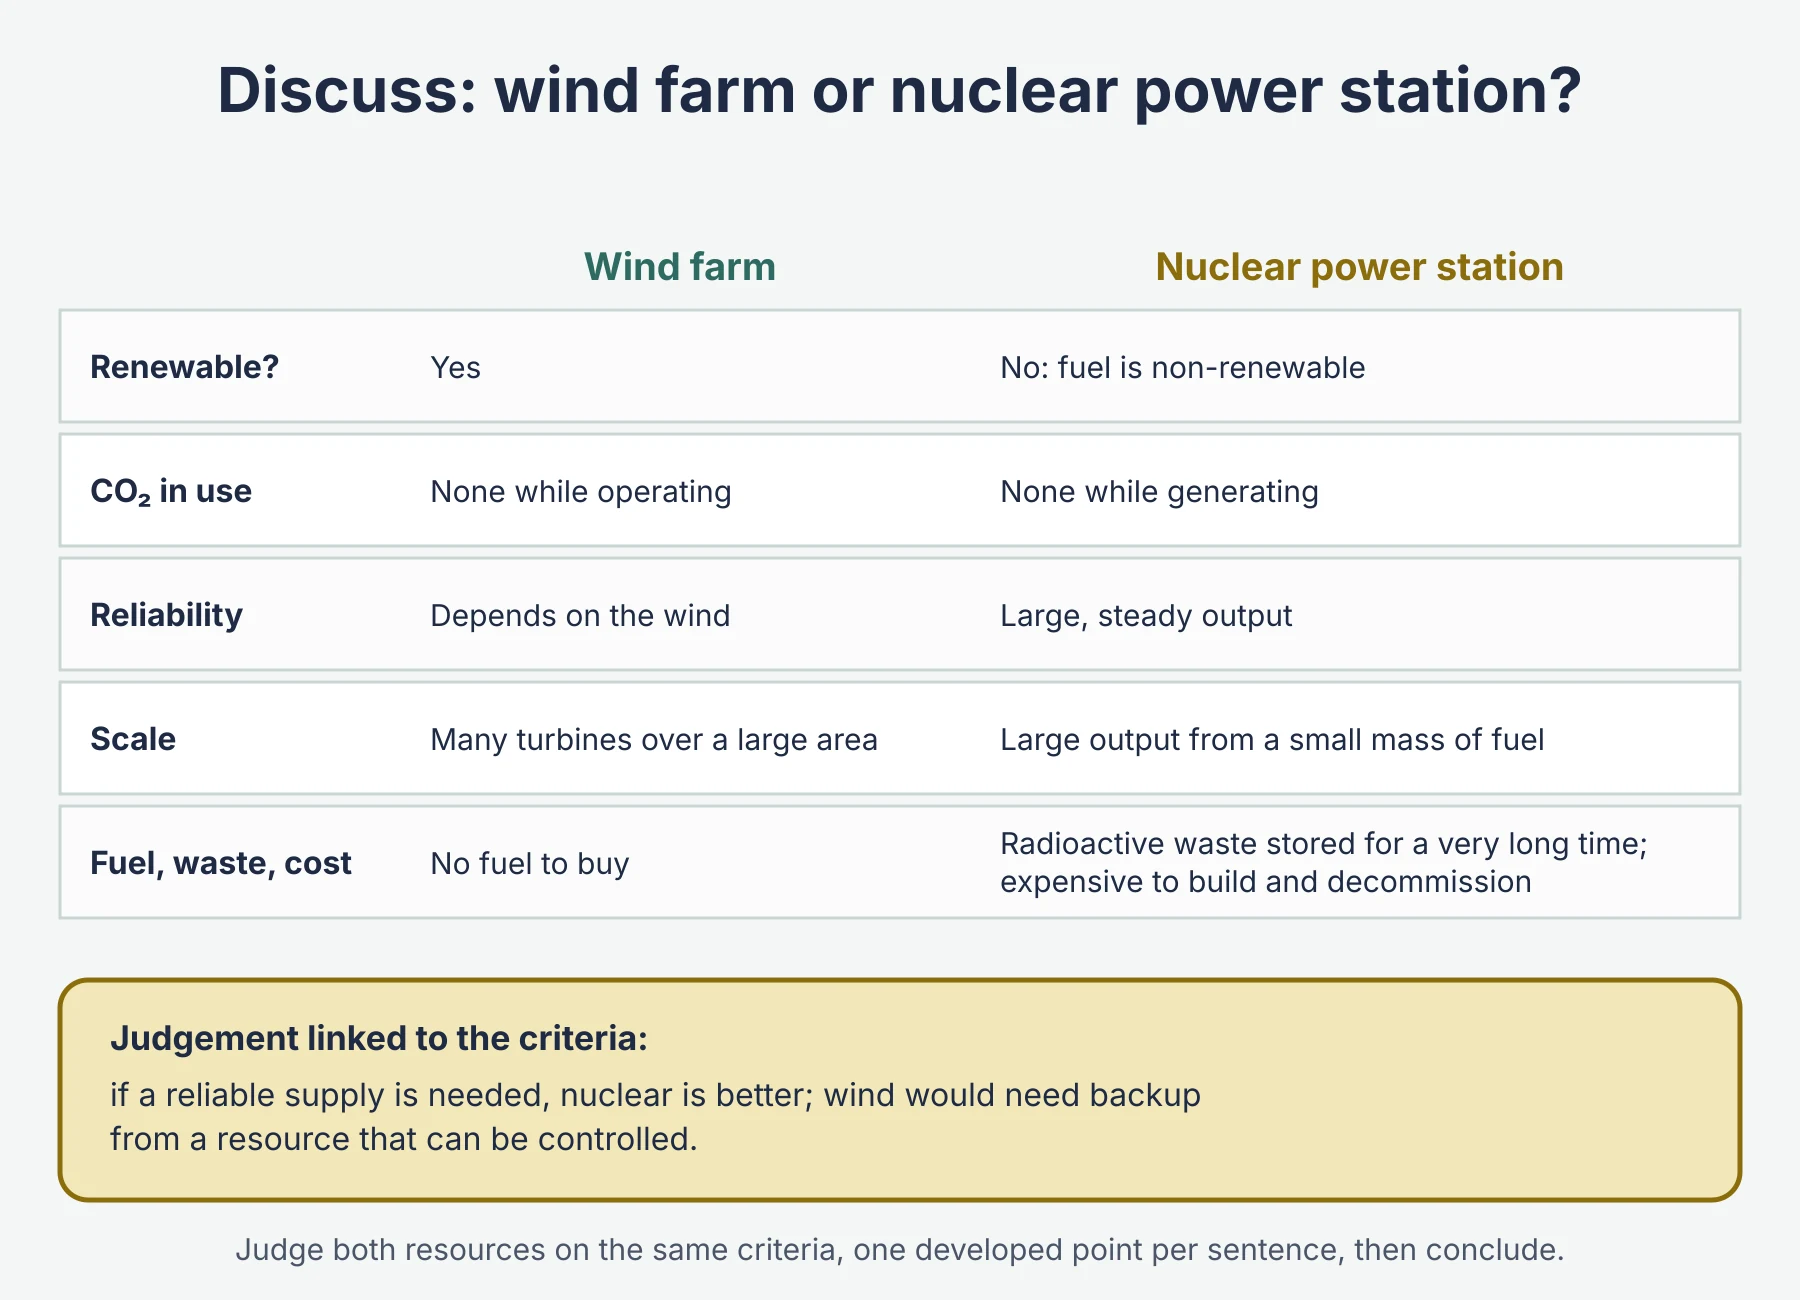 Discuss: wind farm or nuclear power station?
Wind farm
Nuclear power station
Renewable?
Yes
No: fuel is non-renewable
CO₂ in use
None while operating
None while generating
Reliability
Depends on the wind
Large, steady output
Scale
Many turbines over a large area
Large output from a small mass of fuel
Fuel, waste, cost
No fuel to buy
Radioactive waste stored for a very long time;
expensive to build and decommission
Judgement linked to the criteria:
if a reliable supply is needed, nuclear is better; wind would need backup
from a resource that can be controlled.
Judge both resources on the same criteria, one developed point per sentence, then conclude.